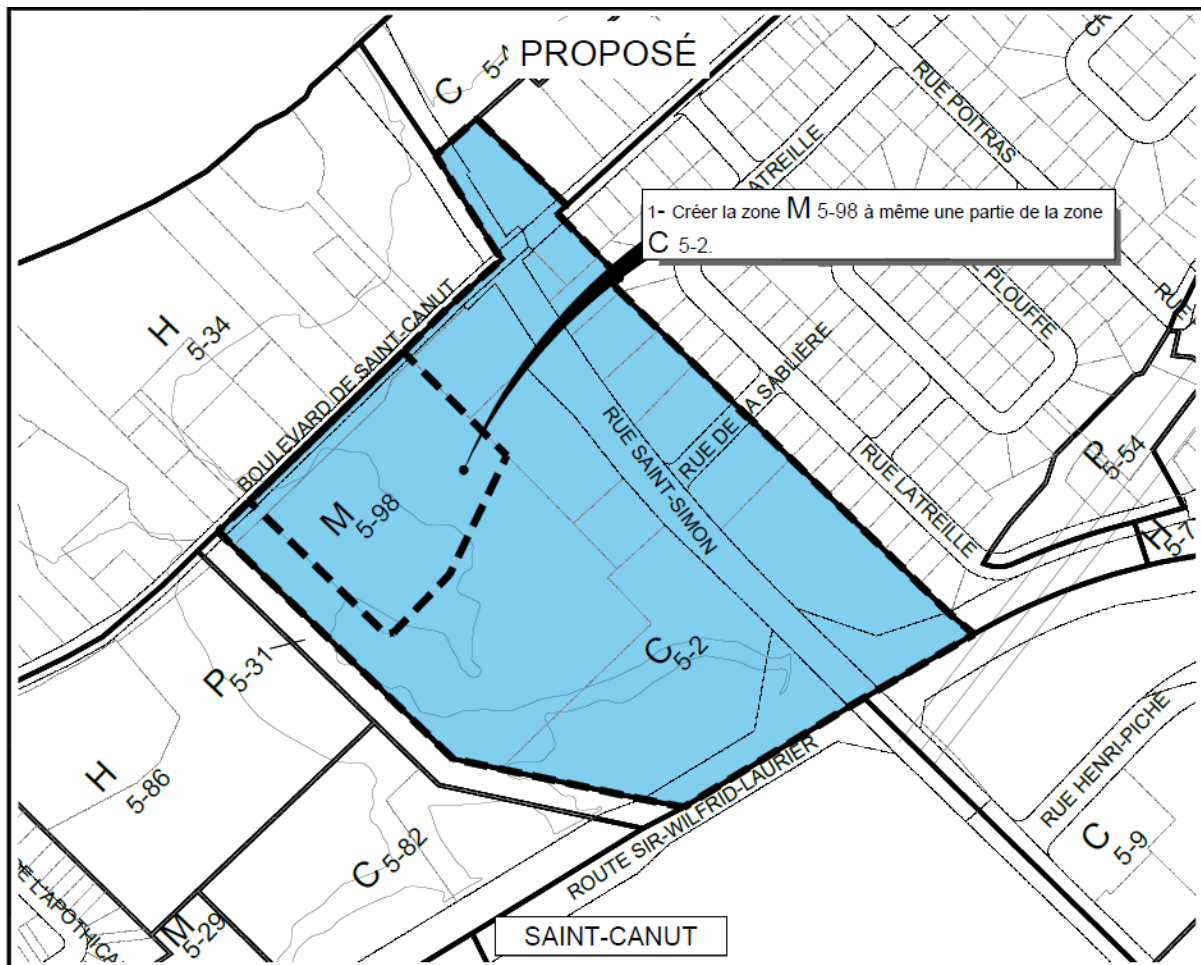 PROPOSÉ
C
RUE POITRAS
1- Créer la zone M 5-98 à même une partie de la zone
C 5-2.
PLOUFFE
H 5-34
BOULEVARD DE SAINT-CANUT
RUE DE LA SABLIÈRE
RUE SAINT-SIMON
RUE LATREILLE
P 5-54
M 5-98
C 5-2
P 5-31
H 5-86
C 5-82
M 5-29
ROUTE SIR-WILFRID-LAURIER
RUE HENRI-PICHÉ
C 5-9
SAINT-CANUT